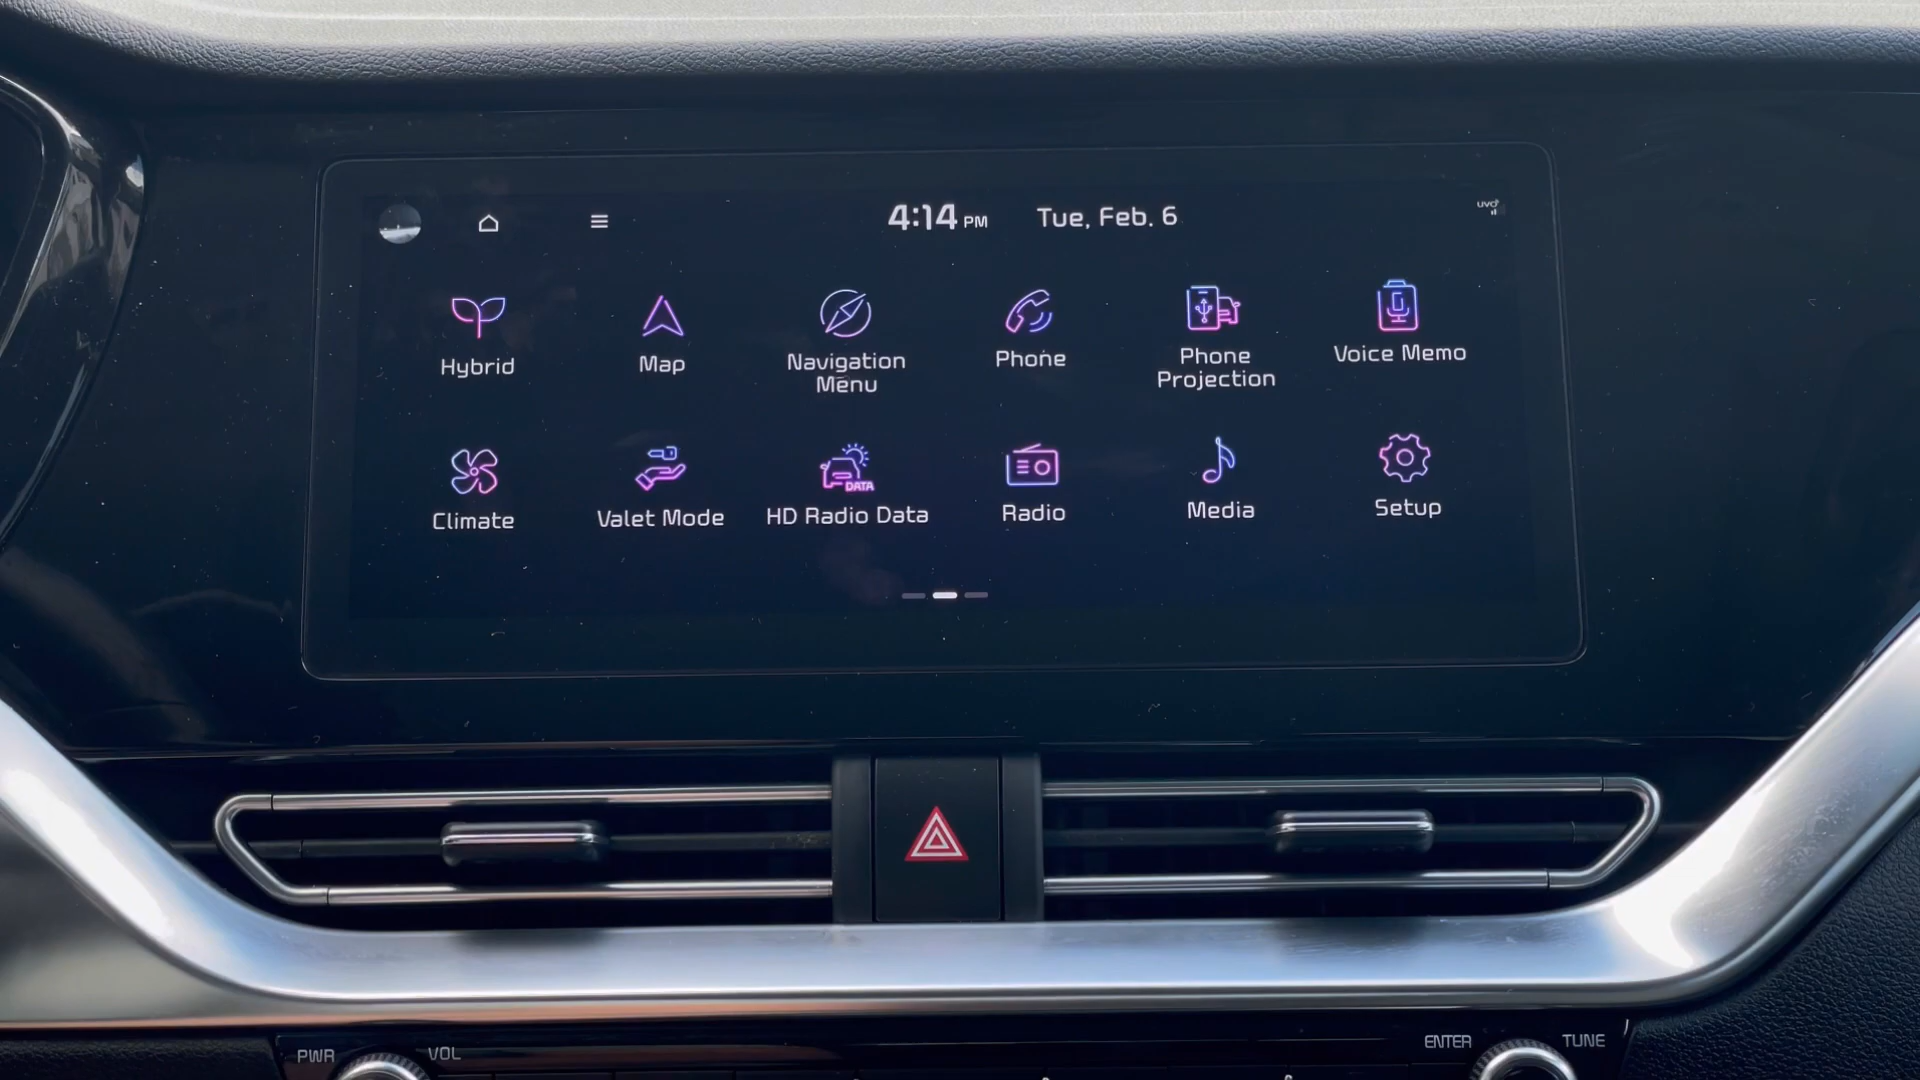 4:14 PM Tue, Feb. 6
uvo
Hybrid
Map
Navigation
Menu
Phone
Phone
Projection
Voice Memo
Climate
Valet Mode
DATA
HD Radio Data
Radio
Media
Setup
PWR
VOL
ENTER
TUNE